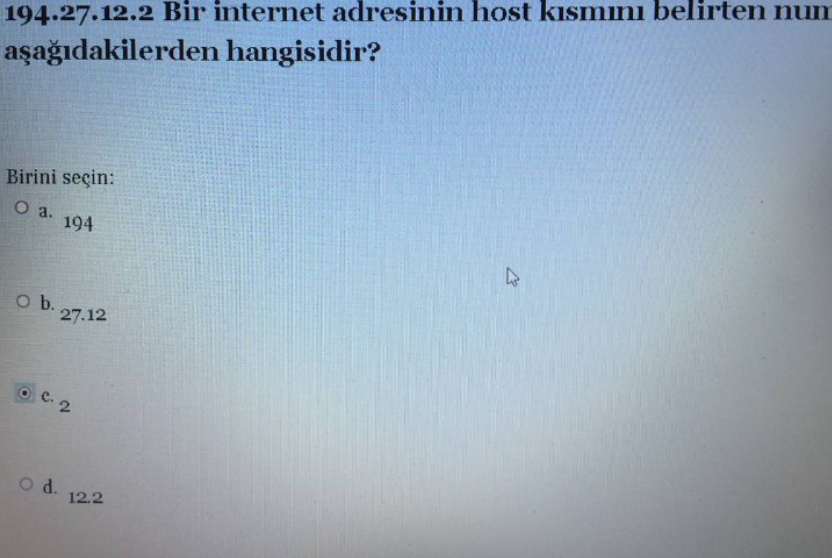 194.27.12.2 Bir internet adresinin host kısmını belirten
aşağıdakilerden hangisidir?
Birini seçin:
a. 194
b. 27.12
c. 2
d. 12.2